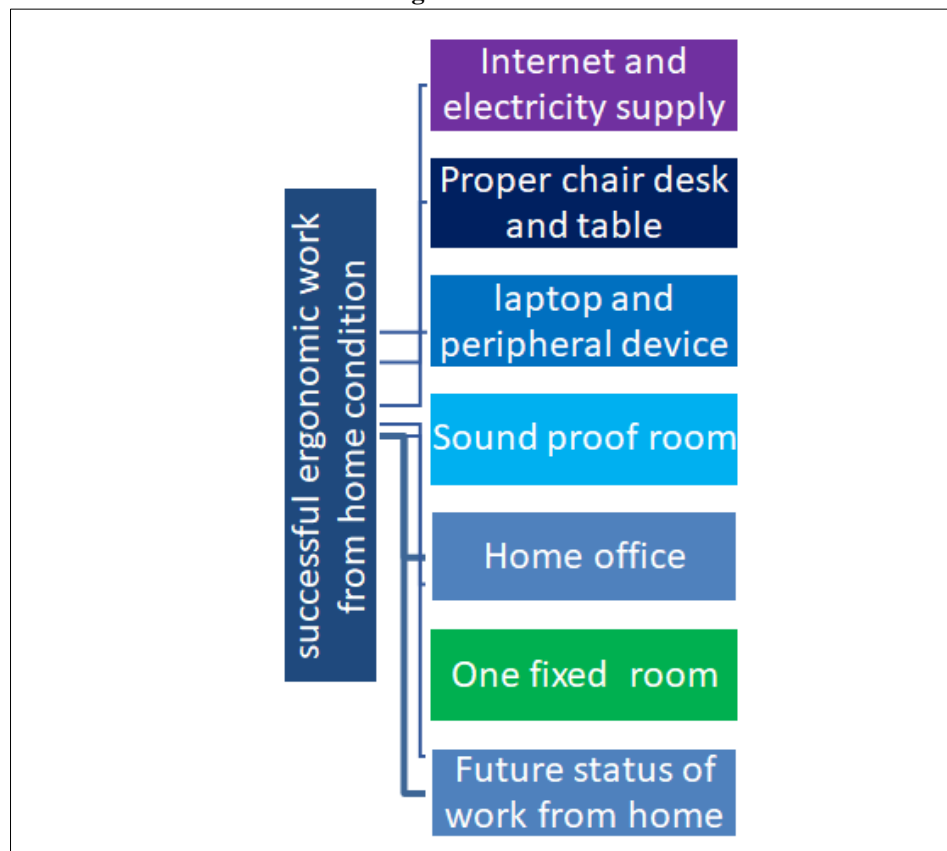 successful ergonomic work
from home condition
Internet and
electricity supply
Proper chair desk
and table
laptop and
peripheral device
Sound proof room
Home office
One fixed room
Future status of
work from home